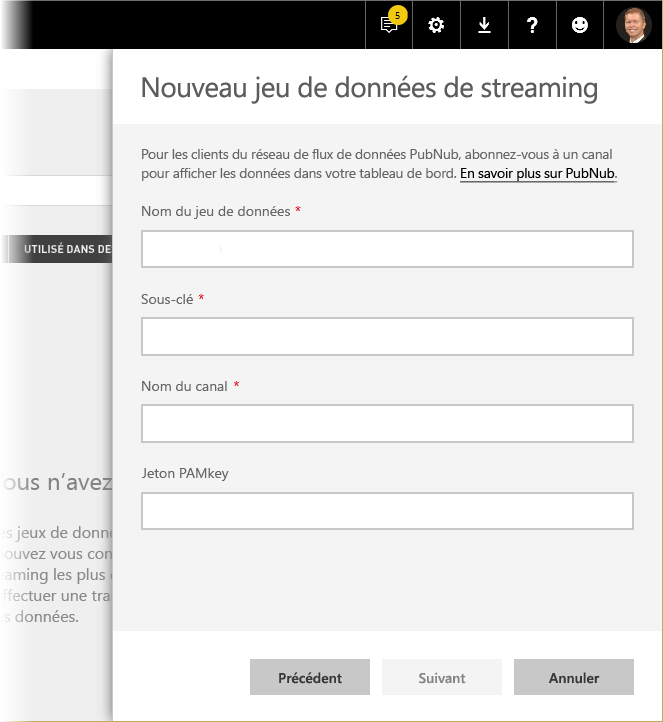 5
?
Nouveau jeu de données de streaming
Pour les clients du réseau de flux de données PubNub, abonnez-vous à un canal
pour afficher les données dans votre tableau de bord. En savoir plus sur PubNub.
Nom du jeu de données *
UTILISÉ DANS DE
Sous-clé *
Nom du canal *
Jeton PAMkey
ous n'avez
s jeux de donn
ouvez vous con
aming les plus
ffectuer une tra
s données.
Précédent
Suivant
Annuler